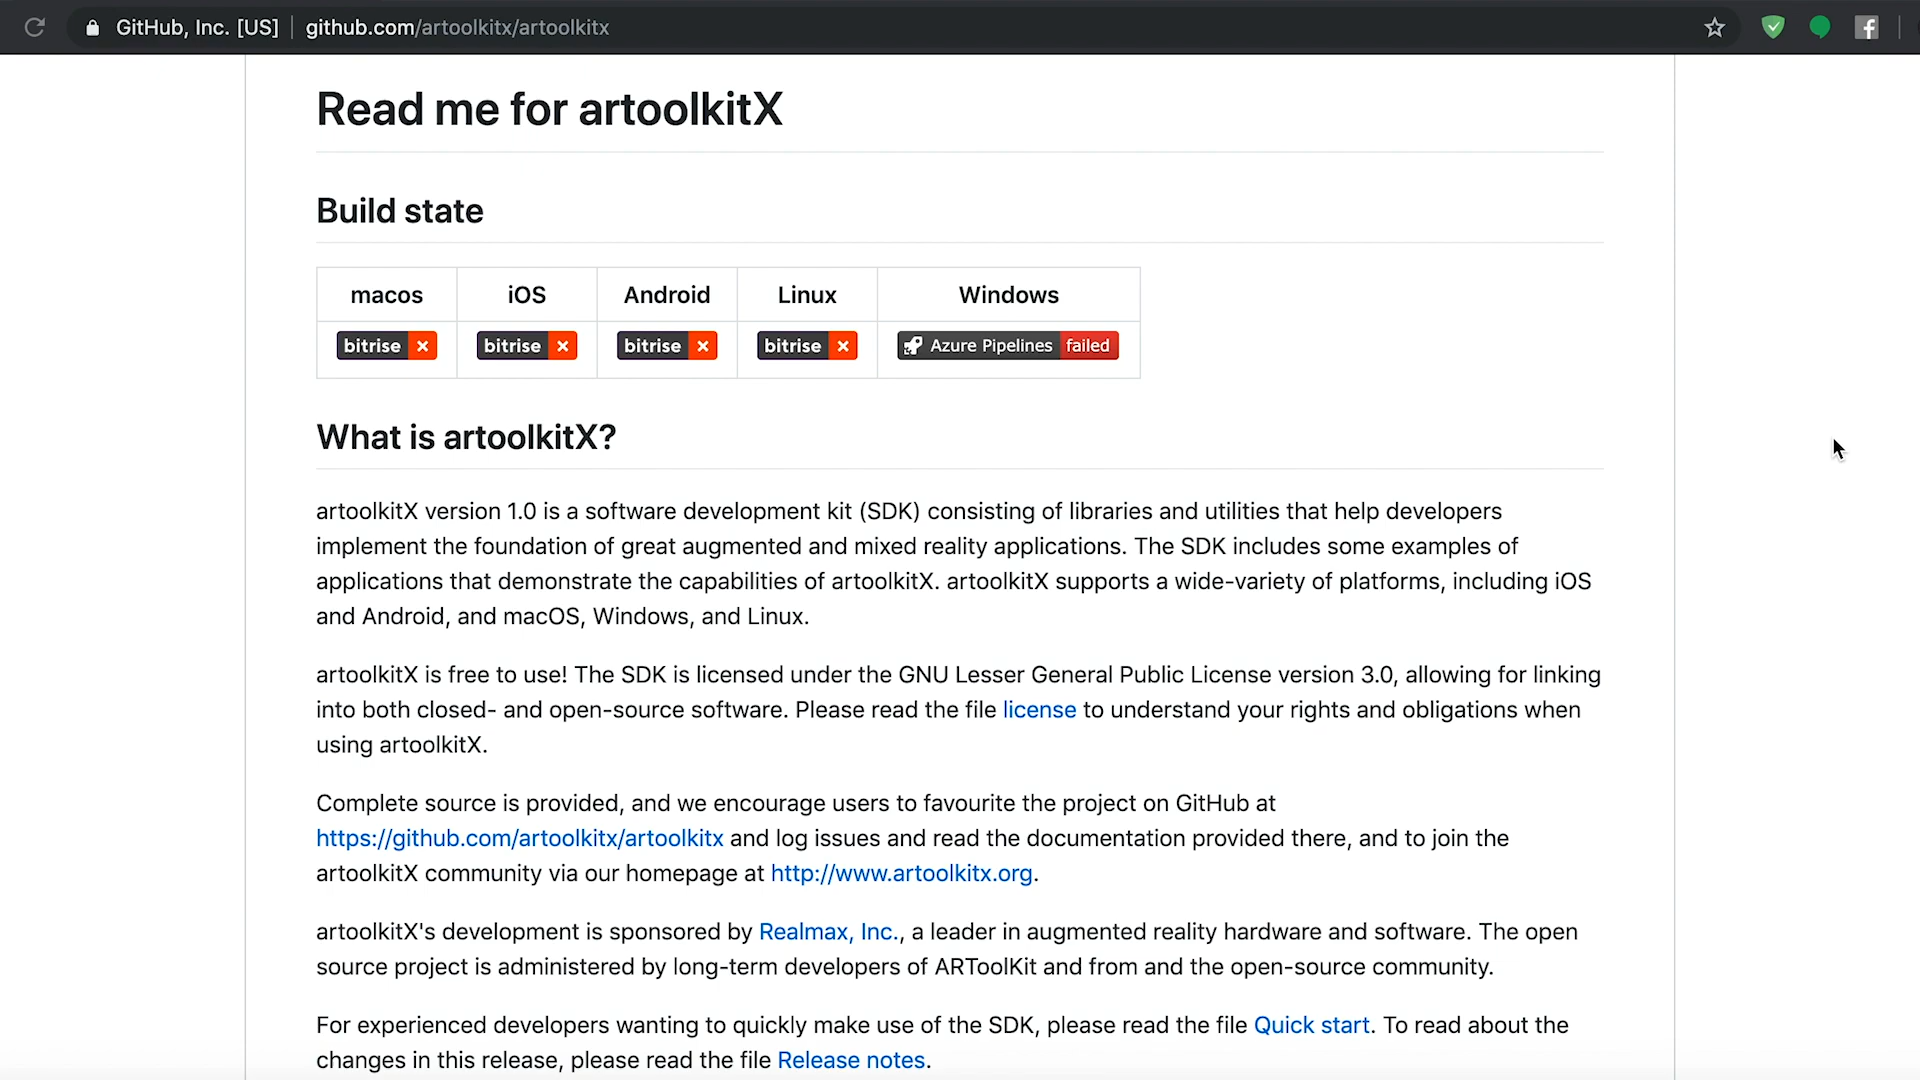 GitHub, Inc. [US] | github.com/artoolkitx/artoolkitx
Read me for artoolkitX
Build state
macos iOS Android Linux Windows
bitrise × bitrise × bitrise × bitrise × Azure Pipelines failed
What is artoolkitX?
artoolkitX version 1.0 is a software development kit (SDK) consisting of libraries and utilities that help developers
implement the foundation of great augmented and mixed reality applications. The SDK includes some examples of
applications that demonstrate the capabilities of artoolkitX. artoolkitX supports a wide-variety of platforms, including iOS
and Android, and macOS, Windows, and Linux.
artoolkitX is free to use! The SDK is licensed under the GNU Lesser General Public License version 3.0, allowing for linking
into both closed- and open-source software. Please read the file license to understand your rights and obligations when
using artoolkitX.
Complete source is provided, and we encourage users to favourite the project on GitHub at
https://github.com/artoolkitx/artoolkitx and log issues and read the documentation provided there, and to join the
artoolkitX community via our homepage at http://www.artoolkitx.org.
artoolkitX's development is sponsored by Realmax, Inc., a leader in augmented reality hardware and software. The open
source project is administered by long-term developers of ARToolKit and from and the open-source community.
For experienced developers wanting to quickly make use of the SDK, please read the file Quick start. To read about the
changes in this release, please read the file Release notes.